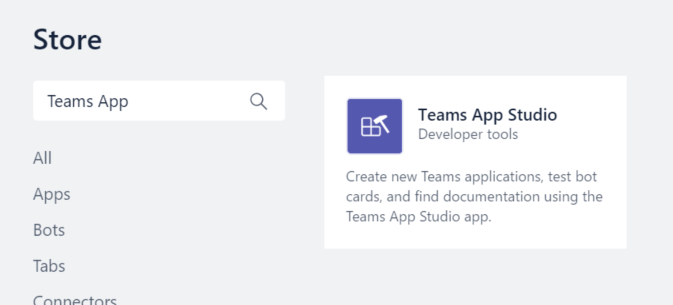 Store
Teams App
All
Apps
Bots
Tabs
Connectors
Teams App Studio
Developer tools
Create new Teams applications, test bot
cards, and find documentation using the
Teams App Studio app.